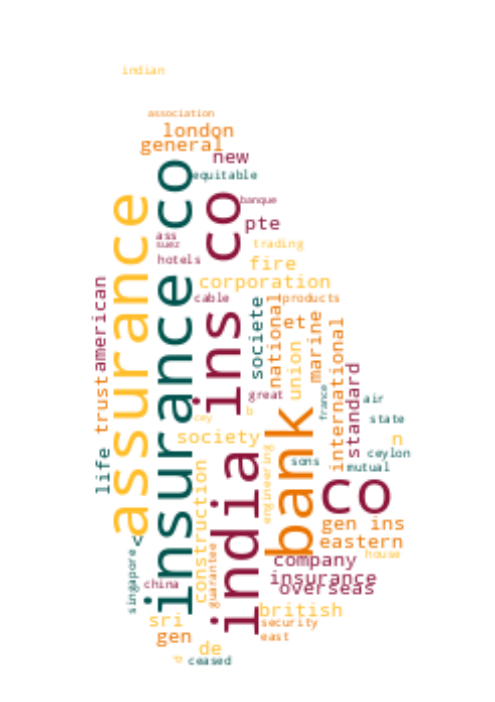 indian
association
london
general
new
equitable
banque
assurance
insurance co
india ins co
pte
ass
suez
trading
hotels
fire
corporation
cable
products
american
societe
national
et
marine
union
international
great
france
standard
air
trust
cey
state
society
n
bank
ceylon
life
sons
mutual
engineering
construction
co
gen ins
eastern
house
company
singapore
china
guarantee
insurance
overseas
british
sri
security
gen
east
de
ceased